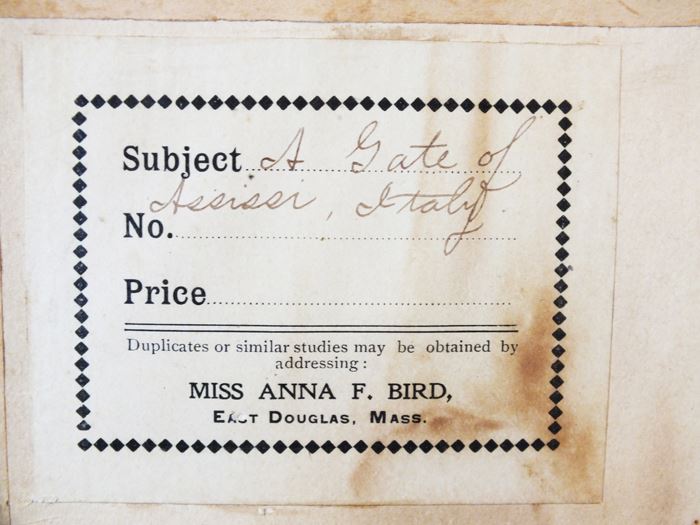 Subject A Gate of
Assissi, Italy
No.
Price
Duplicates or similar studies may be obtained by
addressing:
MISS ANNA F. BIRD,
EAST DOUGLAS, MASS.